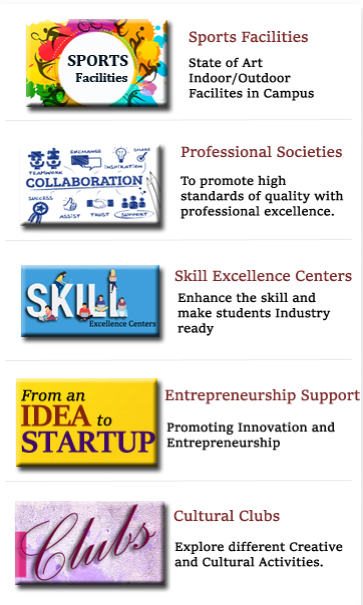 SPORTS
Facilities
Sports Facilities
State of Art
Indoor/Outdoor
Facilites in Campus
TEAMWORK
EXCHANGE
INSPIRATION
SHARE
COLLABORATION
SUCCESS
ASSIST
TRUST
SUPPORT
Professional Societies
To promote high
standards of quality with
professional excellence.
SKILL
Excellence Centers
Skill Excellence Centers
Enhance the skill and
make students Industry
ready
From an
IDEA to
STARTUP
Entrepreneurship Support
Promoting Innovation and
Entrepreneurship
Clubs
Cultural Clubs
Explore different Creative
and Cultural Activities.